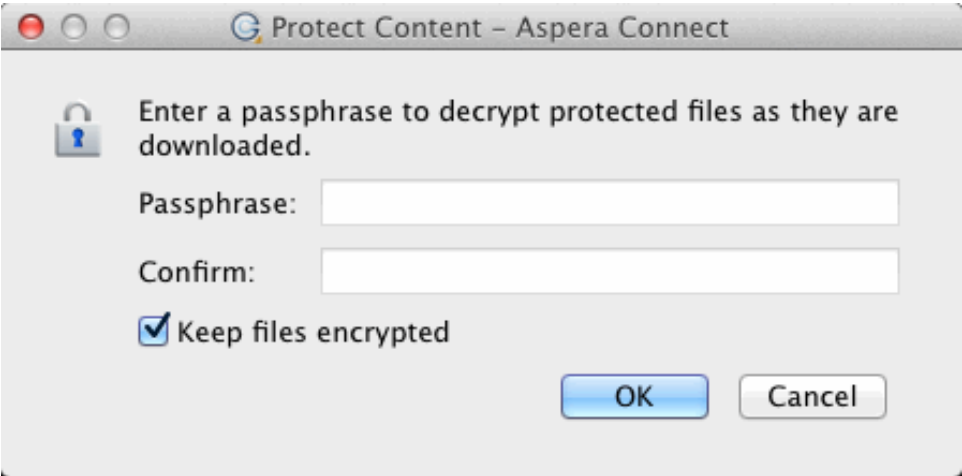 Protect Content – Aspera Connect
Enter a passphrase to decrypt protected files as they are
downloaded.
Passphrase:
Confirm:
Keep files encrypted
OK
Cancel